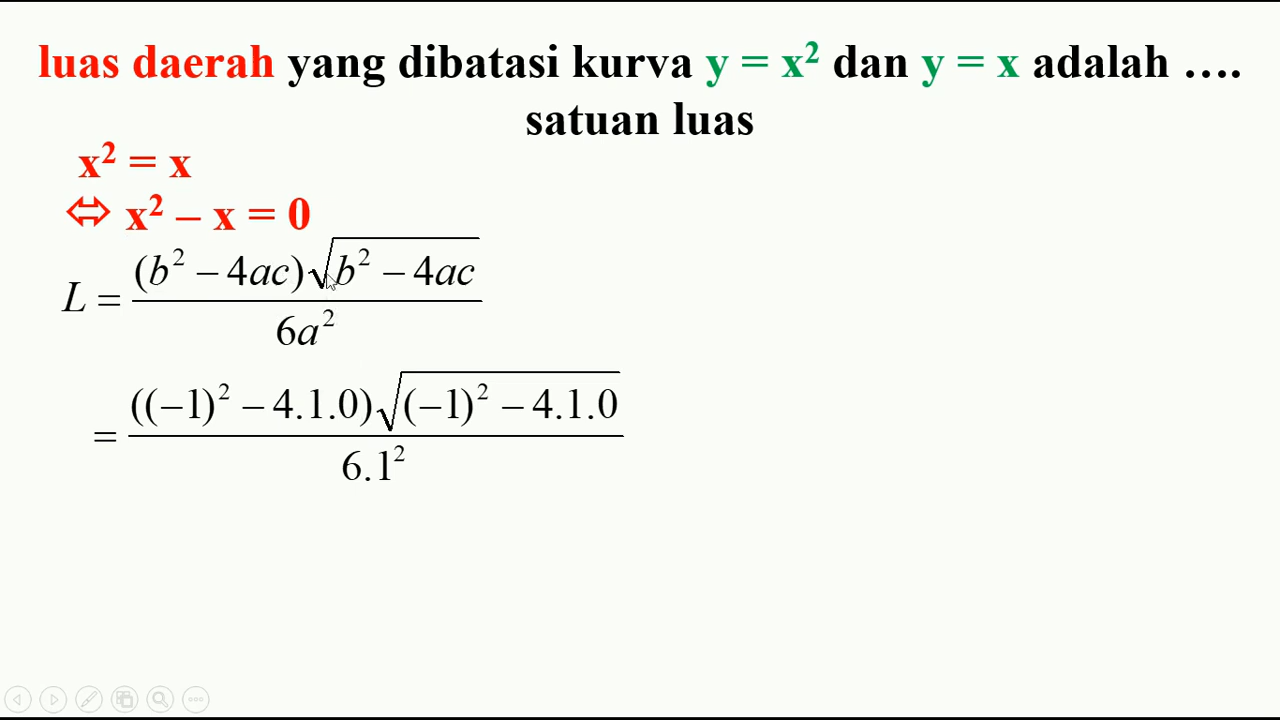 luas daerah yang dibatasi kurva y = x² dan y = x adalah ….
satuan luas
x² = x
⇔ x² – x = 0
L = (b² − 4ac)√(b² − 4ac) / 6a²
= ((−1)² − 4.1.0)√((−1)² − 4.1.0) / 6.1²